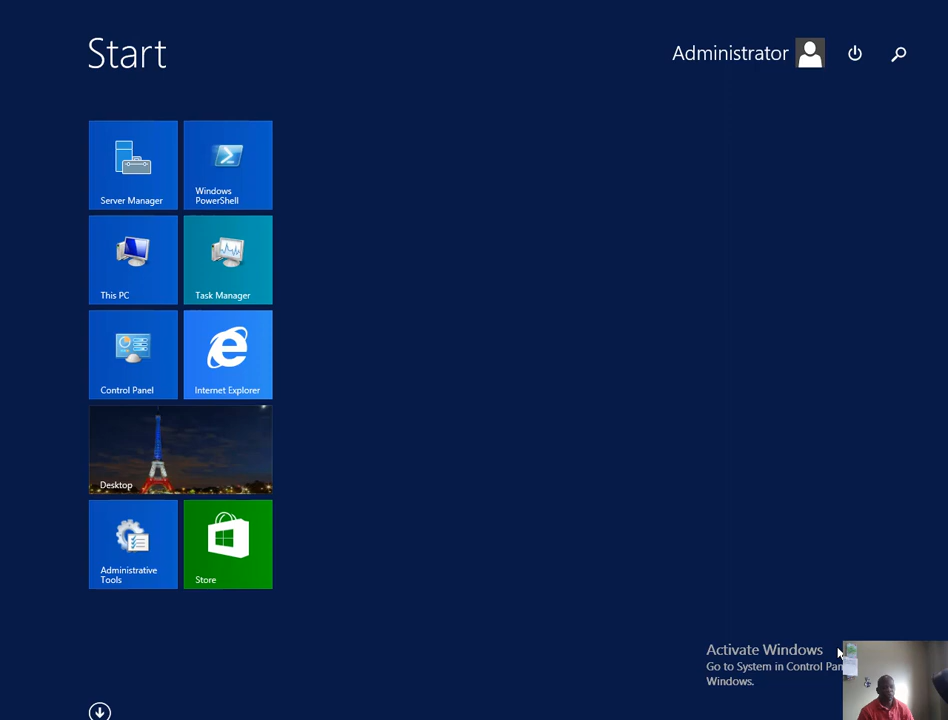 Start
Administrator
Server Manager
Windows
PowerShell
This PC
Task Manager
Control Panel
Internet Explorer
Desktop
Administrative
Tools
Store
Activate Windows
Go to System in Control Pan
Windows.